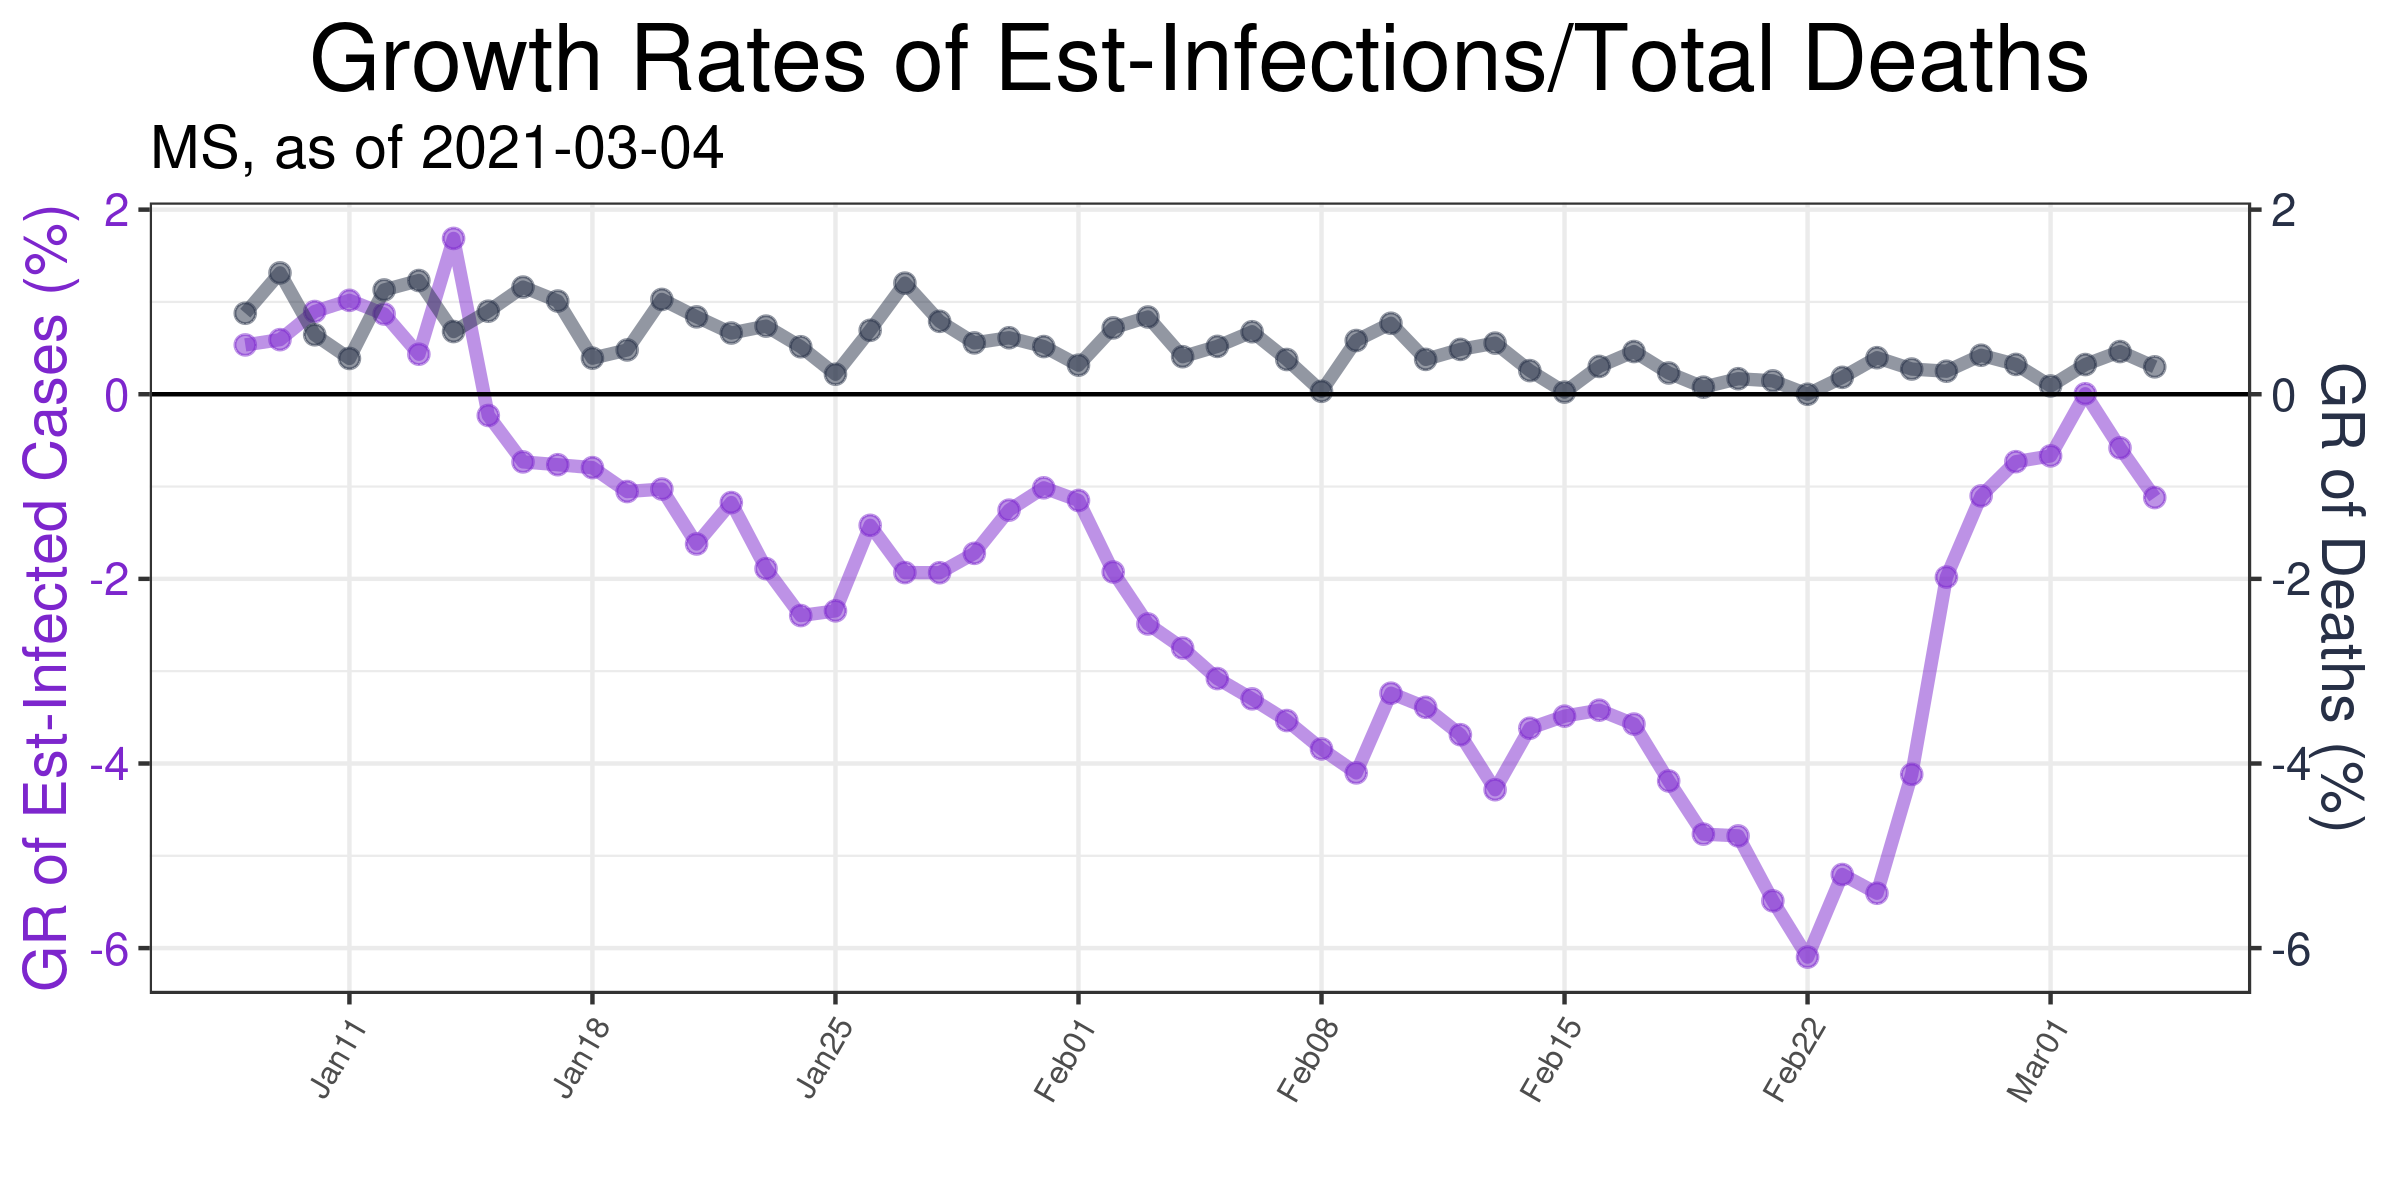 Growth Rates of Est-Infections/Total Deaths
MS, as of 2021-03-04
GR of Est-Infected Cases (%)
2
0
-2
-4
-6
2
0
-2
-4
-6
GR of Deaths (%)
Jan11
Jan18
Jan25
Feb01
Feb08
Feb15
Feb22
Mar01